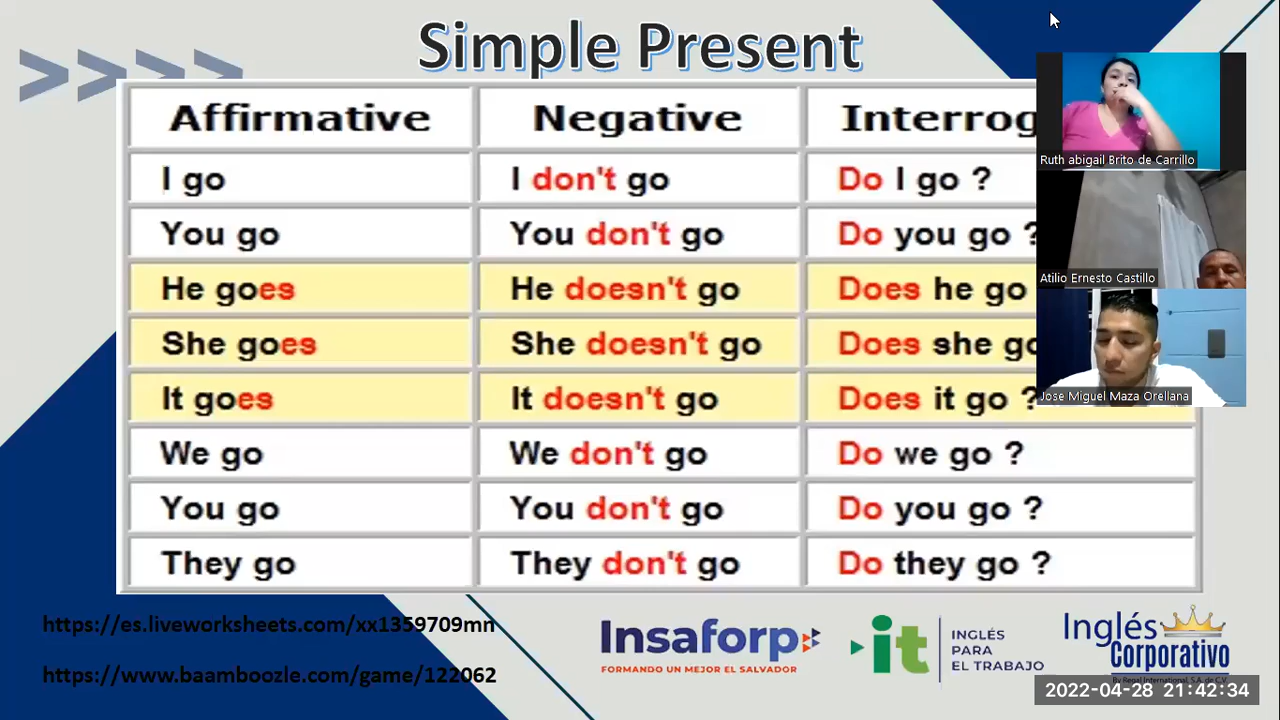 Simple Present
>>>>
Affirmative Negative Interrog
I go I don't go Do I go ?
You go You don't go Do you go ?
He goes He doesn't go Does he go
She goes She doesn't go Does she go
It goes It doesn't go Does it go ?
We go We don't go Do we go ?
You go You don't go Do you go ?
They go They don't go Do they go ?
Ruth abigail Brito de Carrillo
Atilio Ernesto Castillo
Jose Miguel Maza Orellana
https://es.liveworksheets.com/xx1359709mn
https://www.baamboozle.com/game/122062
Insaforp
FORMANDO UN MEJOR EL SALVADOR
it
INGLÉS
PARA
EL TRABAJO
Inglés
Corporativo
By Regal International, S.A. de C.V.
2022-04-28 21:42:34